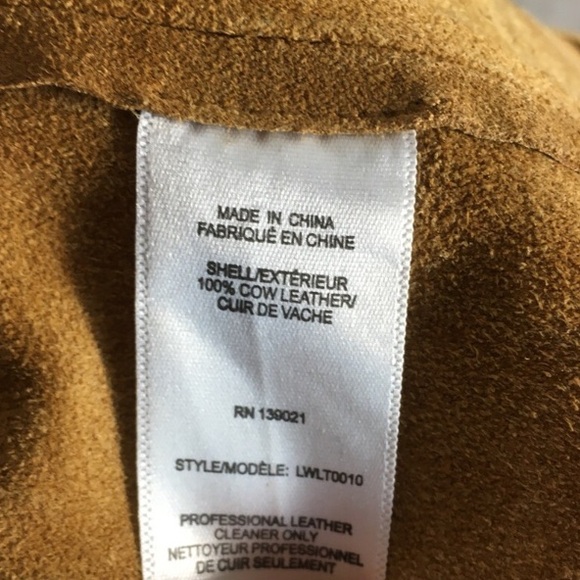 MADE IN CHINA
FABRIQUÉ EN CHINE
SHELL/EXTÉRIEUR
100% COW LEATHER/
CUIR DE VACHE
RN 139021
STYLE/MODÈLE: LWLT0010
PROFESSIONAL LEATHER
CLEANER ONLY
NETTOYEUR PROFESSIONNEL
DE CUIR SEULEMENT